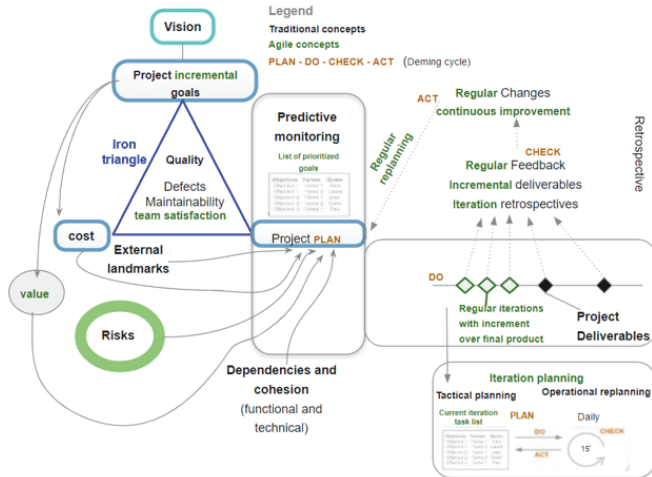 Legend
Traditional concepts
Agile concepts
PLAN - DO - CHECK - ACT (Deming cycle)
Vision
Project incremental
goals
Iron
triangle
Quality
Defects
Maintainability
team satisfaction
cost
value
External
landmarks
Risks
Dependencies and
cohesion
(functional and
technical)
Predictive
monitoring
List of prioritized
goals
Project PLAN
Regular
replanning
ACT
Regular Changes
continuous improvement
CHECK
Regular Feedback
Incremental deliverables
Iteration retrospectives
Retrospective
DO
Regular iterations
with increment
over final product
Project
Deliverables
Iteration planning
Tactical planning
Operational replanning
Current iteration
task list
PLAN
Daily
DO
ACT
CHECK
15'